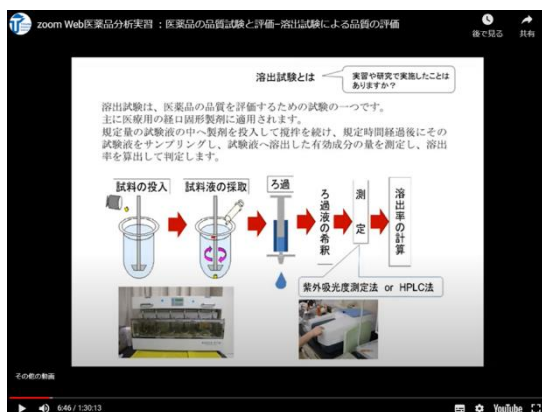 zoom Web医薬品分析実習 : 医薬品の品質試験と評価−溶出試験による品質の評価
後で見る
共有
溶出試験とは
実習や研究で実施したことは
ありますか?
溶出試験は、医薬品の品質を評価するための試験の一つです。
主に医療用の経口固形製剤に適用されます。
規定量の試験液の中へ製剤を投入して撹拌を続け、規定時間経過後にその
試験液をサンプリングし、試験液へ溶出した有効成分の量を測定し、溶出
率を算出して判定します。
試料の投入
試料液の採取
ろ過
ろ過液の希釈
測定
溶出率の計算
紫外吸光度測定法 or HPLC法
その他の動画
6:46 / 1:30:13
YouTube